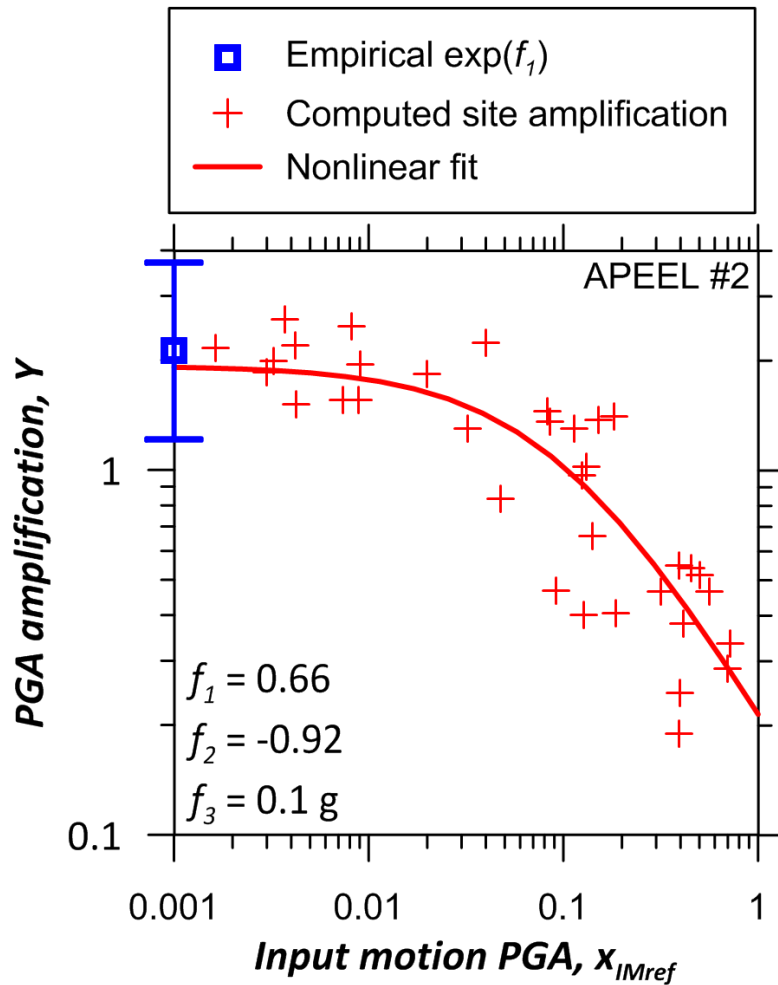 Empirical exp(f₁)
Computed site amplification
Nonlinear fit
APEEL #2
PGA amplification, Y
1
0.1
f₁ = 0.66
f₂ = -0.92
f₃ = 0.1 g
0.001 0.01 0.1 1
Input motion PGA, x_IMref